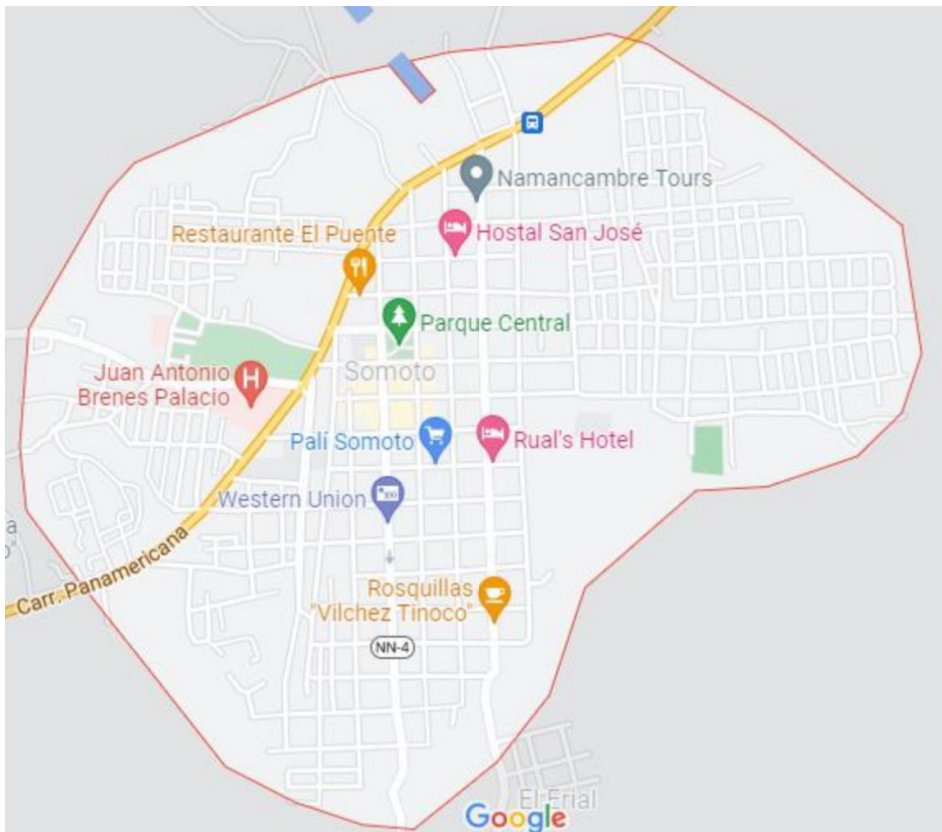 Namancambre Tours
Restaurante El Puente
Hostal San José
Parque Central
Somoto
Juan Antonio
Brenes Palacio
H
Palí Somoto
Rual's Hotel
Western Union
a
o"
Carr. Panamericana
Rosquillas
"Vilchez Tinoco"
NN-4
El Erial
Google